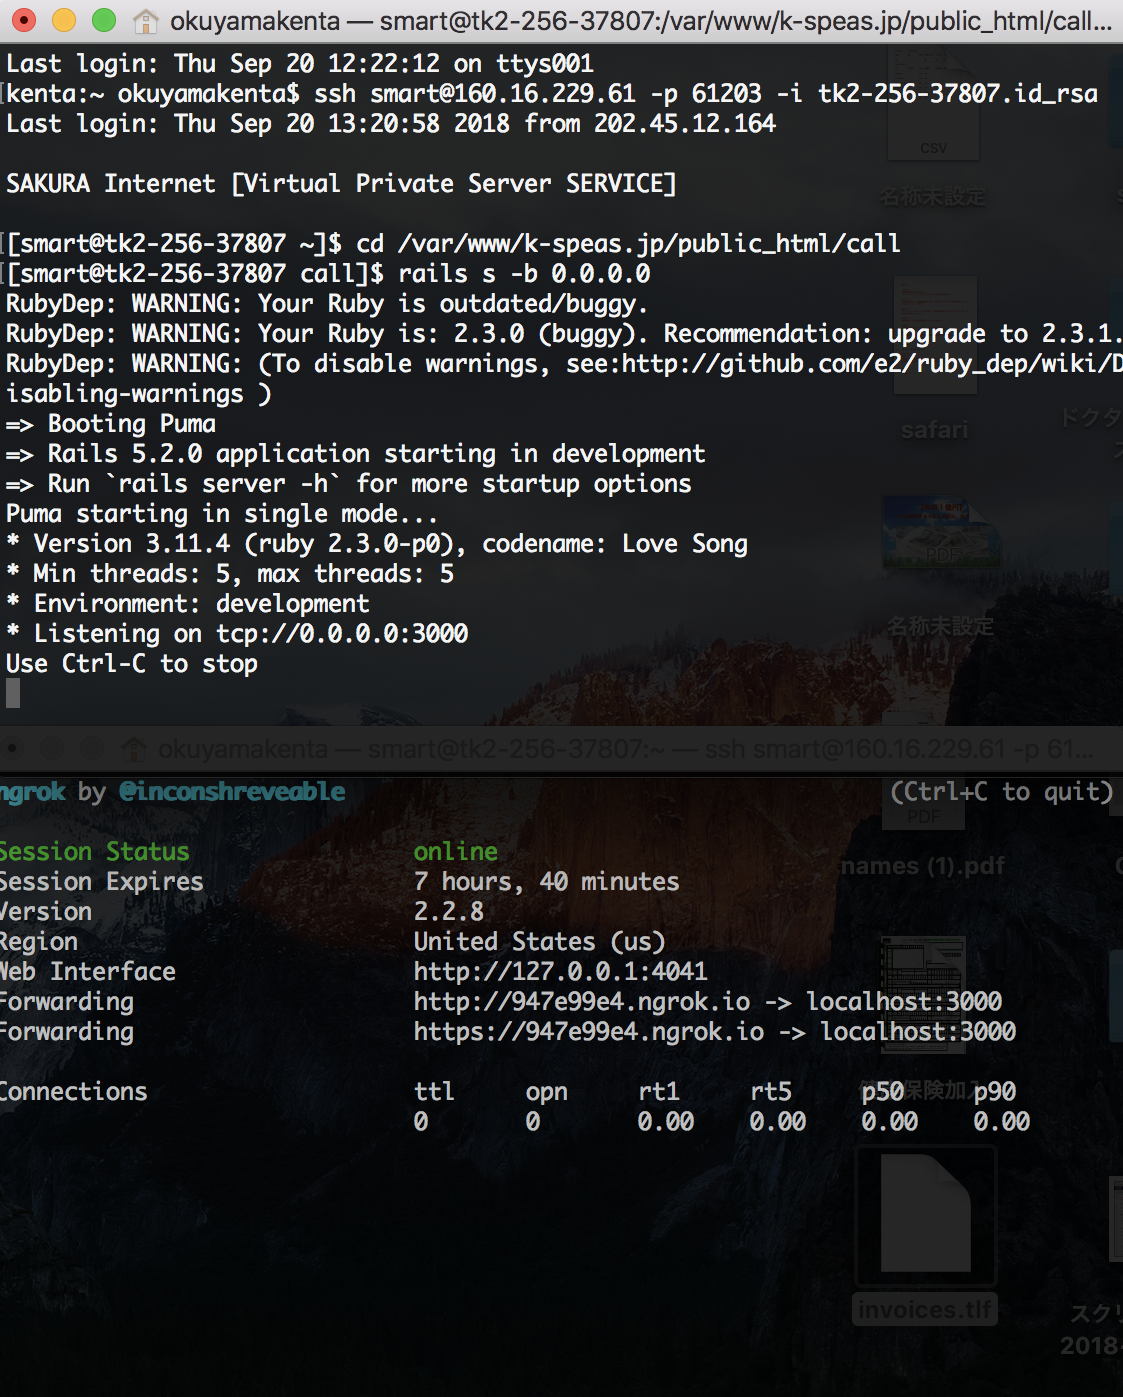 okuyamakenta — smart@tk2-256-37807:/var/www/k-speas.jp/public_html/call...
Last login: Thu Sep 20 12:22:12 on ttys001
[kenta:~ okuyamakenta$ ssh smart@160.16.229.61 -p 61203 -i tk2-256-37807.id_rsa
Last login: Thu Sep 20 13:20:58 2018 from 202.45.12.164
CSV
SAKURA Internet [Virtual Private Server SERVICE]
名称未設定
[[smart@tk2-256-37807 ~]$ cd /var/www/k-speas.jp/public_html/call
[[smart@tk2-256-37807 call]$ rails s -b 0.0.0.0
RubyDep: WARNING: Your Ruby is outdated/buggy.
RubyDep: WARNING: Your Ruby is: 2.3.0 (buggy). Recommendation: upgrade to 2.3.1.
RubyDep: WARNING: (To disable warnings, see:http://github.com/e2/ruby_dep/wiki/D
isabling-warnings )
=> Booting Puma
safari
ドクタ
=> Rails 5.2.0 application starting in development
=> Run `rails server -h` for more startup options
Puma starting in single mode...
* Version 3.11.4 (ruby 2.3.0-p0), codename: Love Song
PDF
* Min threads: 5, max threads: 5
* Environment: development
名称未設定
* Listening on tcp://0.0.0.0:3000
Use Ctrl-C to stop
okuyamakenta — smart@tk2-256-37807:~ — ssh smart@160.16.229.61 -p 61...
ngrok by @inconshreveable (Ctrl+C to quit)
PDF
Session Status online
names (1).pdf
Session Expires 7 hours, 40 minutes
Version 2.2.8
Region United States (us)
Web Interface http://127.0.0.1:4041
Forwarding http://947e99e4.ngrok.io -> localhost:3000
Forwarding https://947e99e4.ngrok.io -> localhost:3000
Connections ttl opn rt1 rt5 p50 p90
0 0 0.00 0.00 0.00 0.00
invoices.tlf
スクリ
2018-